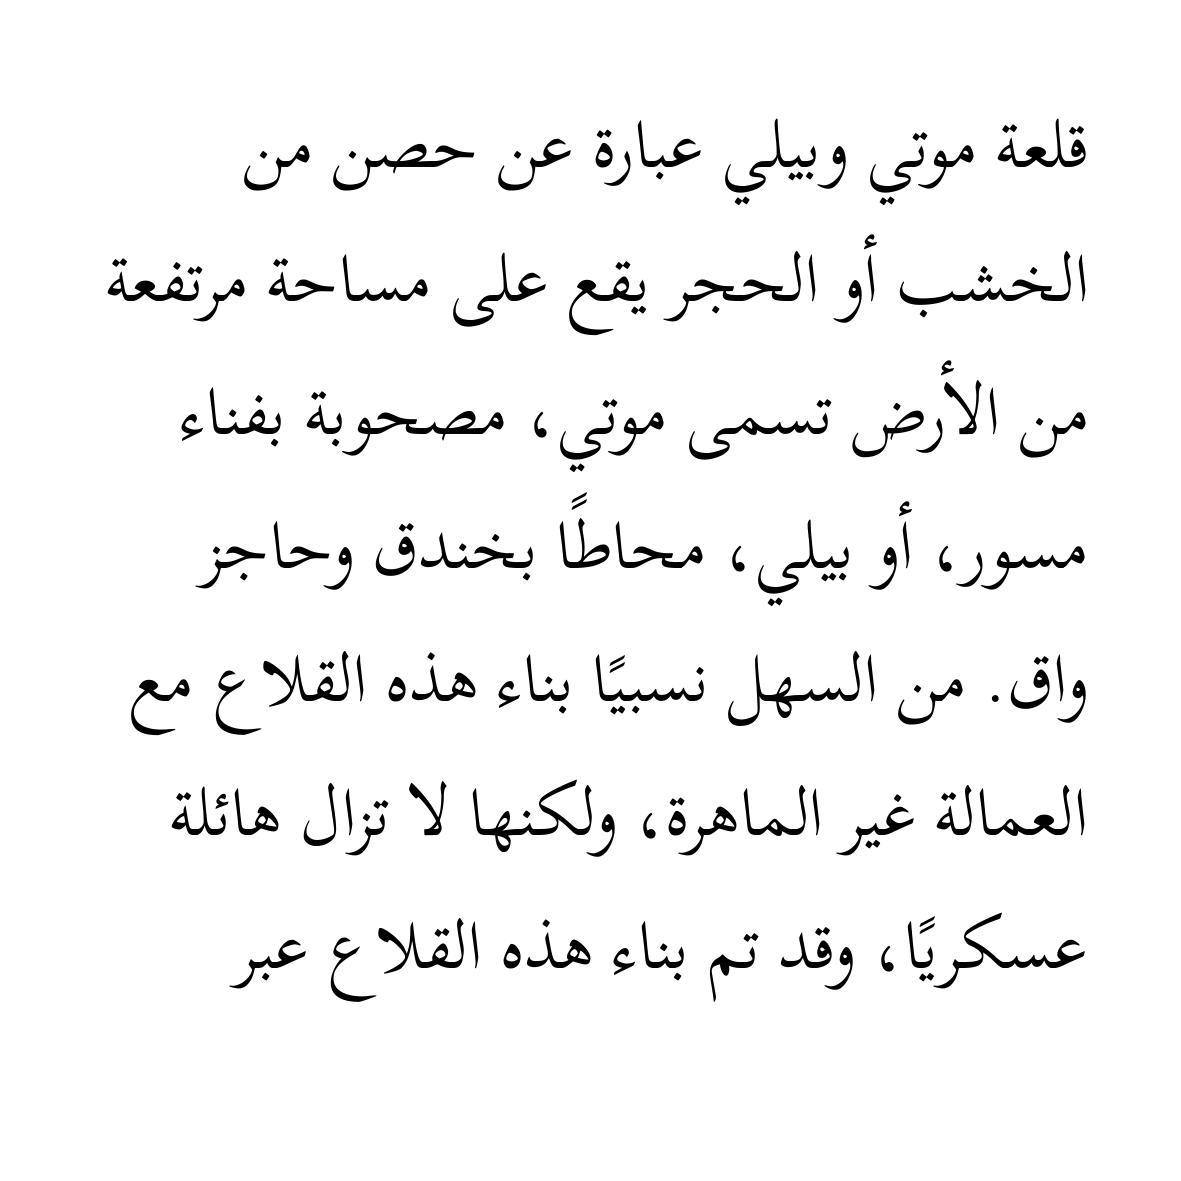 قلعة موتي وبيلي عبارة عن حصن من
الخشب أو الحجر يقع على مساحة مرتفعة
من الأرض تسمى موتي، مصحوبة بفناء
مسور، أو بيلي، محاطًا بخندق وحاجز
واق. من السهل نسبيًا بناء هذه القلاع مع
العمالة غير الماهرة، ولكنها لا تزال هائلة
عسكريًا، وقد تم بناء هذه القلاع عبر